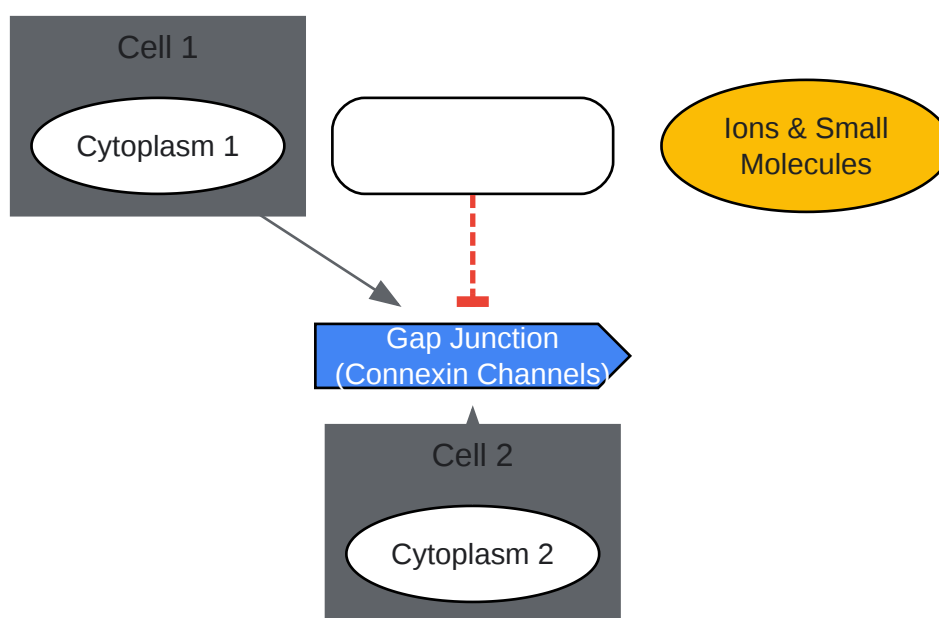 Cell 1
Cytoplasm 1
Ions & Small
Molecules
Gap Junction
(Connexin Channels)
Cell 2
Cytoplasm 2